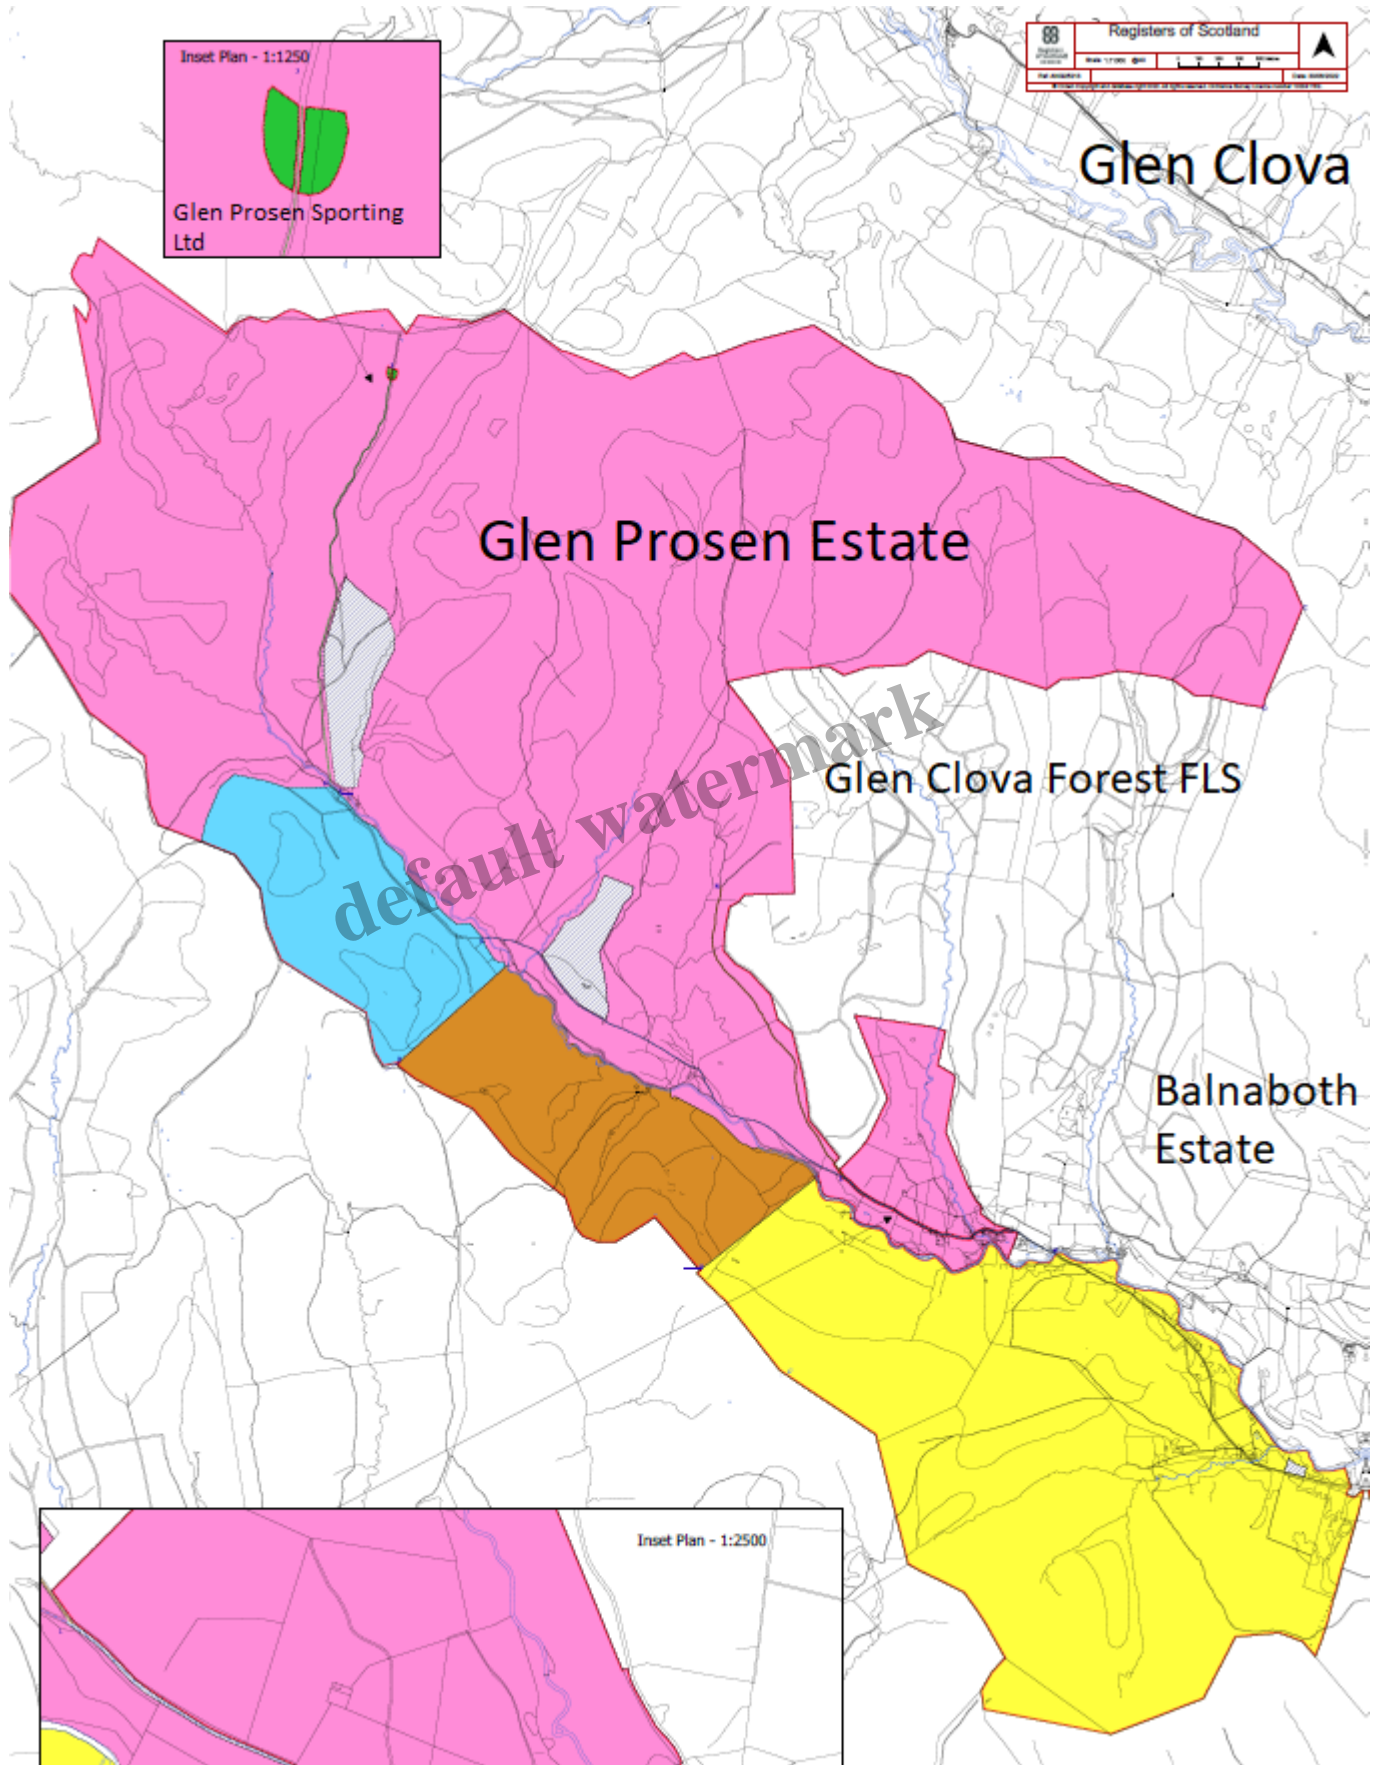 Inset Plan - 1:1250
Glen Prosen Sporting
Ltd
Registers of Scotland
Glen Clova
Glen Prosen Estate
Glen Clova Forest FLS
default watermark
Balnaboth
Estate
Inset Plan - 1:2500